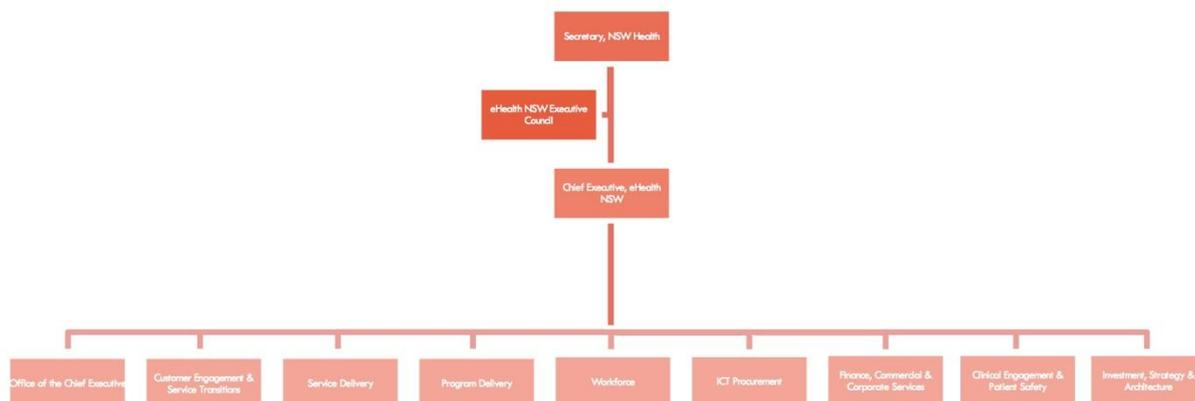 Secretary, NSW Health
eHealth NSW Executive
Council
Chief Executive, eHealth
NSW
Office of the Chief Executive
Customer Engagement &
Service Transitions
Service Delivery
Program Delivery
Workforce
ICT Procurement
Finance, Commercial &
Corporate Services
Clinical Engagement &
Patient Safety
Investment, Strategy &
Architecture